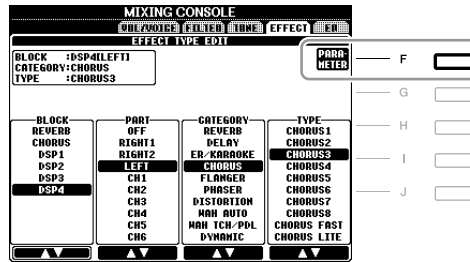 MIXING CONSOLE
VOL/VOICE FILTER TUNE EFFECT EQ
EFFECT TYPE EDIT
BLOCK :DSP4[LEFT]
CATEGORY:CHORUS
TYPE :CHORUS3
PARA-
METER
F
G
H
I
J
BLOCK PART CATEGORY TYPE
REVERB OFF REVERB CHORUS1
CHORUS RIGHT1 DELAY CHORUS2
DSP1 RIGHT2 ER/KARAOKE CHORUS3
DSP2 LEFT CHORUS CHORUS4
DSP3 CH1 FLANGER CHORUS5
DSP4 CH2 PHASER CHORUS6
CH3 DISTORTION CHORUS7
CH4 WAH AUTO CHORUS8
CH5 WAH TCH/PDL CHORUS FAST
CH6 DYNAMIC CHORUS LITE